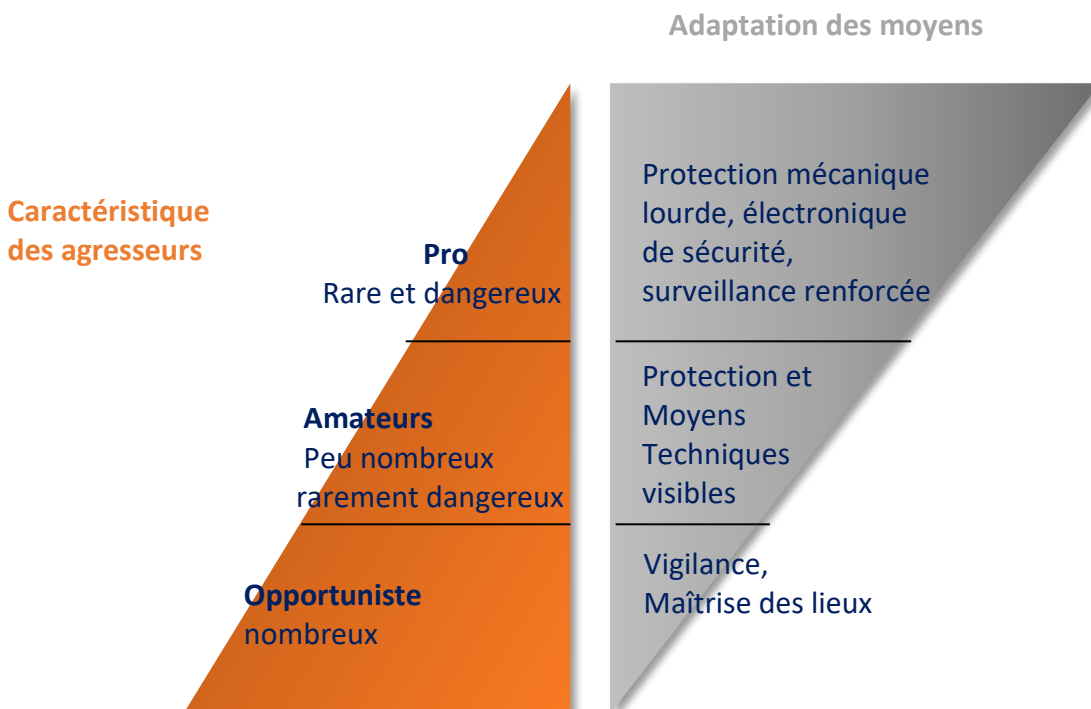 Adaptation des moyens
Caractéristique
des agresseurs
Pro
Rare et dangereux
Protection mécanique
lourde, électronique
de sécurité,
surveillance renforcée
Amateurs
Peu nombreux
rarement dangereux
Protection et
Moyens
Techniques
visibles
Opportuniste
nombreux
Vigilance,
Maîtrise des lieux